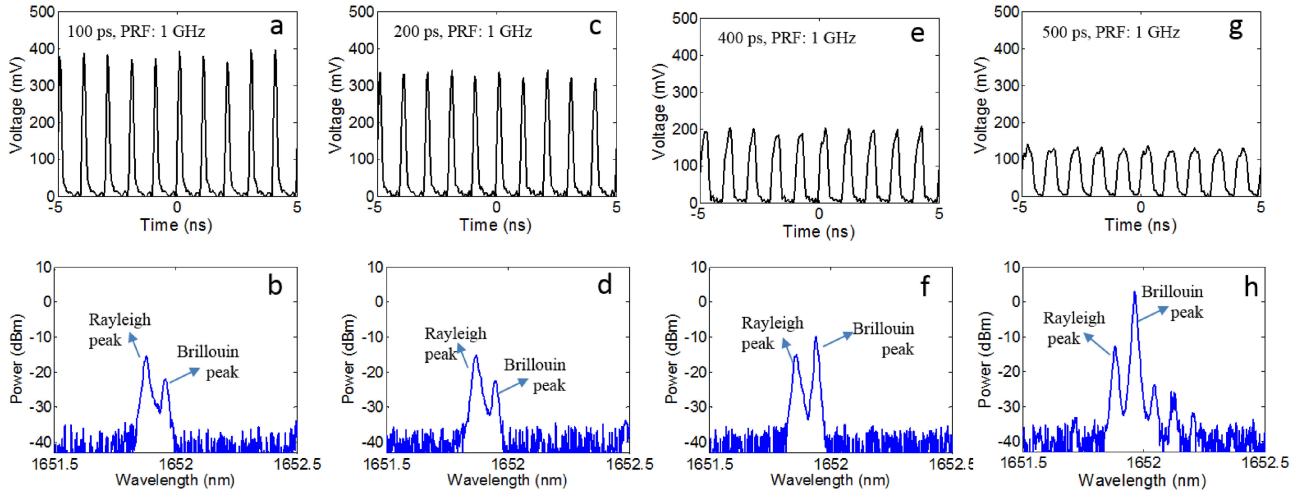 a
100 ps, PRF: 1 GHz
500
400
300
200
100
0
-5
0
5
Voltage (mV)
Time (ns)
c
200 ps, PRF: 1 GHz
500
400
300
200
100
0
-5
0
5
Voltage (mV)
Time (ns)
e
400 ps, PRF: 1 GHz
500
400
300
200
100
0
-5
0
5
Voltage (mV)
Time (ns)
g
500 ps, PRF: 1 GHz
500
400
300
200
100
0
-5
0
5
Voltage (mV)
Time (ns)
b
10
0
-10
-20
-30
-40
Power (dBm)
Rayleigh
peak
Brillouin
peak
1651.5
1652
1652.5
Wavelength (nm)
d
10
0
-10
-20
-30
-40
Power (dBm)
Rayleigh
peak
Brillouin
peak
1651.5
1652
1652.5
Wavelength (nm)
f
10
0
-10
-20
-30
-40
Power (dBm)
Rayleigh
peak
Brillouin
peak
1651.5
1652
1652.5
Wavelength (nm)
h
10
0
-10
-20
-30
-40
Power (dBm)
Rayleigh
peak
Brillouin
peak
1651.5
1652
1652.5
Wavelength (nm)